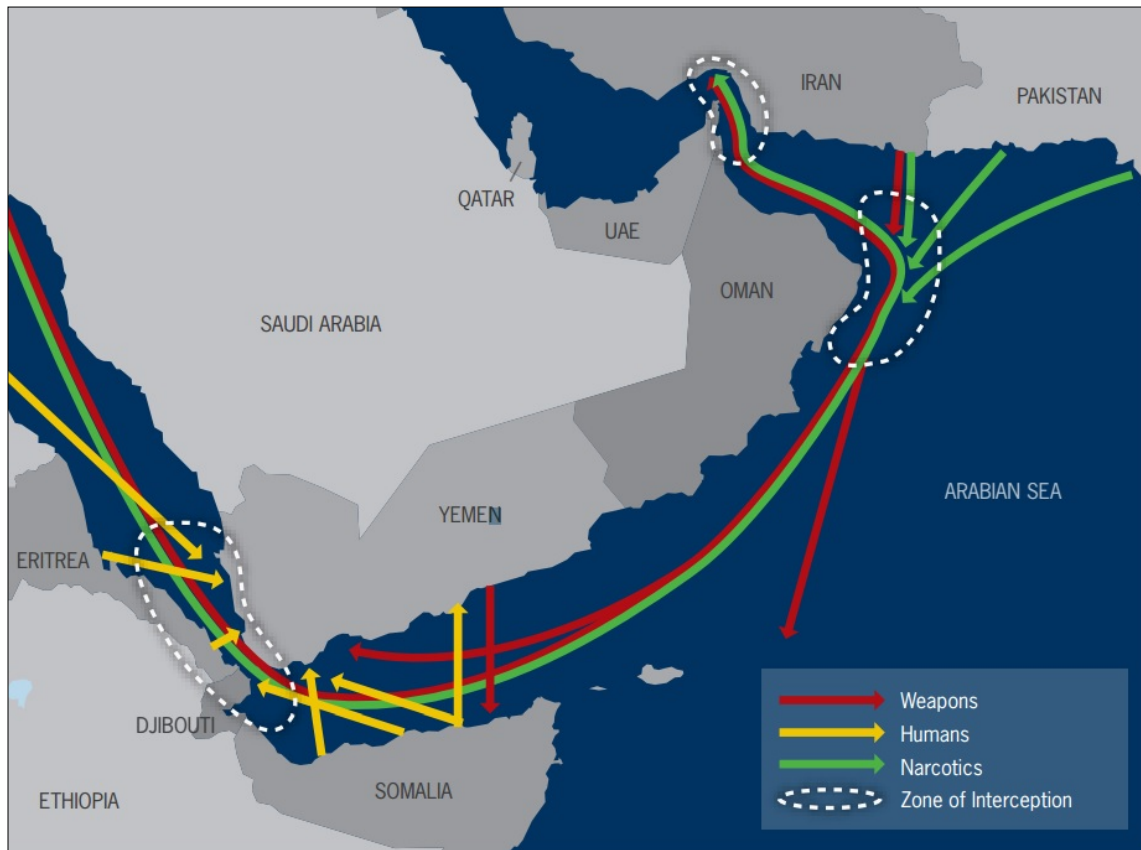 IRAN
PAKISTAN
QATAR
UAE
OMAN
SAUDI ARABIA
YEMEN
ARABIAN SEA
ERITREA
DJIBOUTI
SOMALIA
ETHIOPIA
Weapons
Humans
Narcotics
Zone of Interception